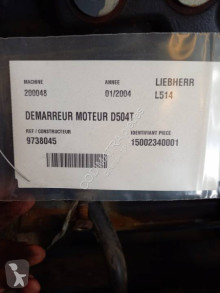 MACHINE ANNEE LIEBHERR
200048 01/2004 L514
DEMARREUR MOTEUR D504T
REF / CONSTRUCTEUR IDENTIFIANT PIECE
9738045 15002340001